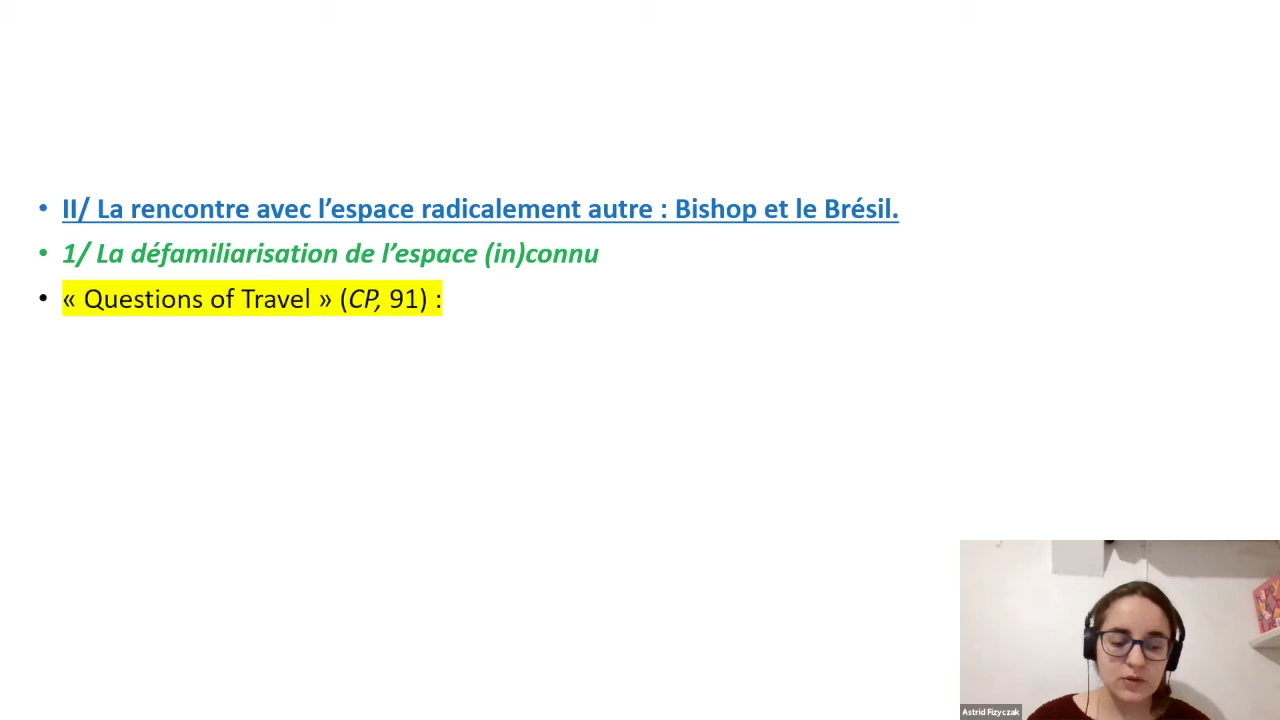 • II/ La rencontre avec l’espace radicalement autre : Bishop et le Brésil.
• 1/ La défamiliarisation de l’espace (in)connu
• « Questions of Travel » (CP, 91) :
Astrid Fizyczak